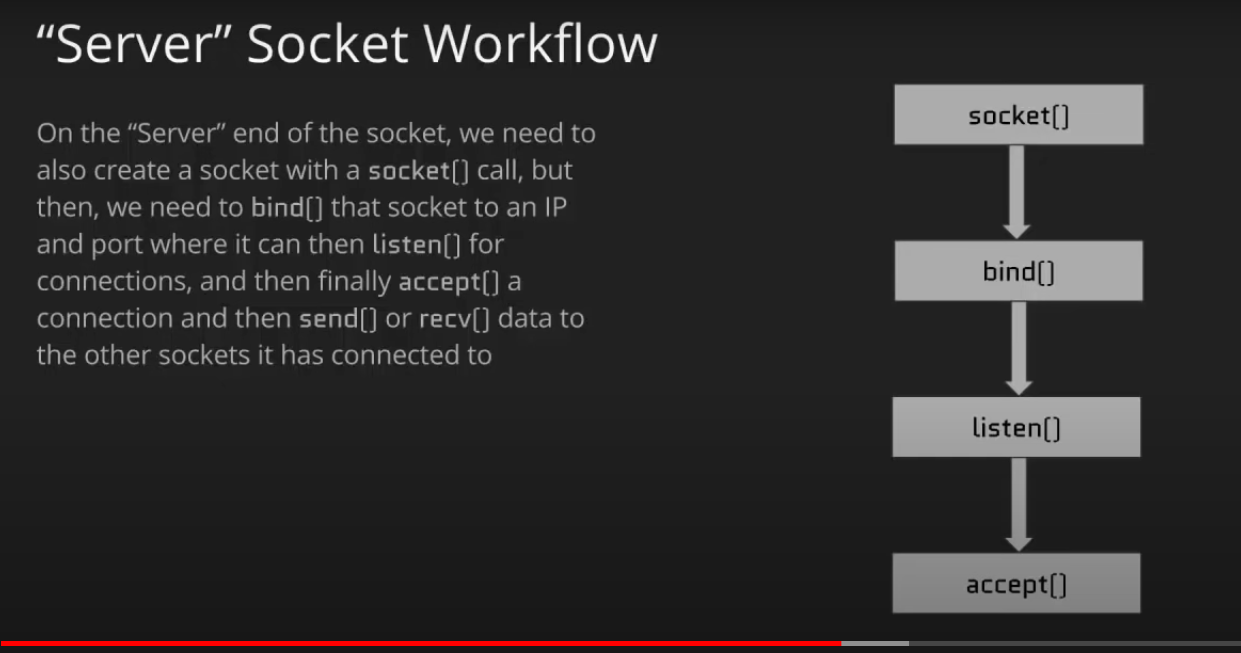 “Server” Socket Workflow
On the “Server” end of the socket, we need to
also create a socket with a socket() call, but
then, we need to bind() that socket to an IP
and port where it can then listen() for
connections, and then finally accept() a
connection and then send() or recv() data to
the other sockets it has connected to
socket()
bind()
listen()
accept()